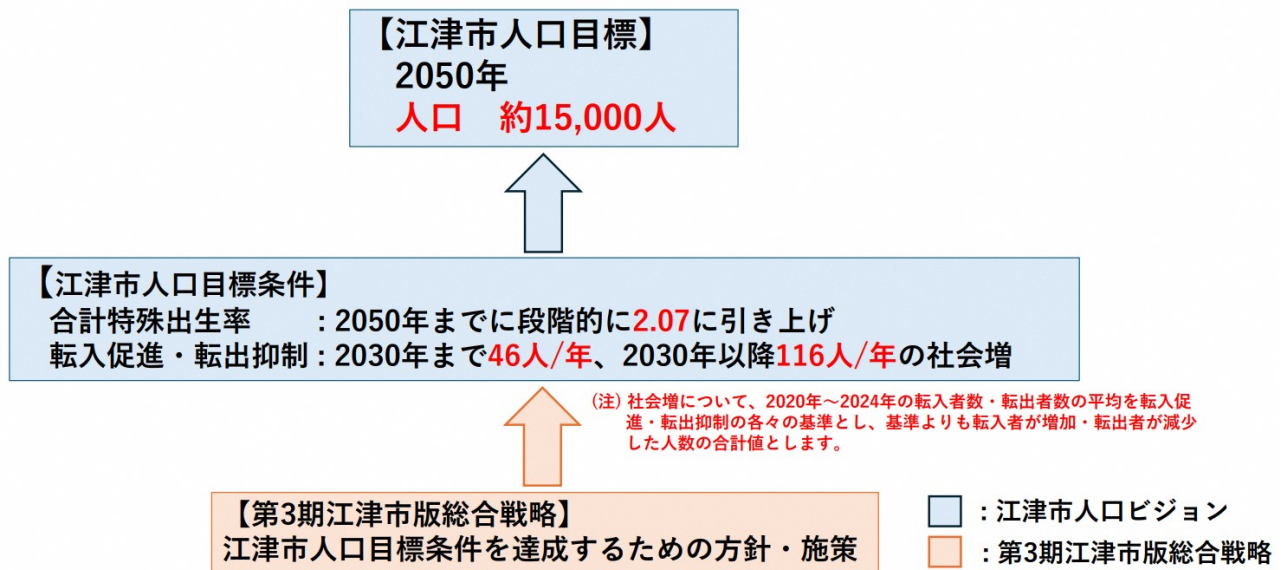 【江津市人口目標】
2050年
人口　約15,000人
【江津市人口目標条件】
合計特殊出生率　　：2050年までに段階的に2.07に引き上げ
転入促進・転出抑制：2030年まで46人/年、2030年以降116人/年の社会増
(注) 社会増について、2020年～2024年の転入者数・転出者数の平均を転入促
進・転出抑制の各々の基準とし、基準よりも転入者が増加・転出者が減少
した人数の合計値とします。
【第3期江津市版総合戦略】
江津市人口目標条件を達成するための方針・施策
：江津市人口ビジョン
：第3期江津市版総合戦略